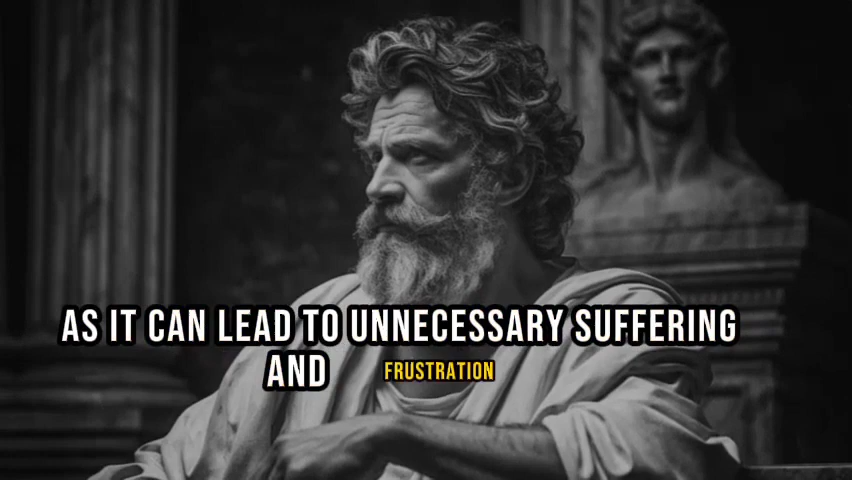 AS IT CAN LEAD TO UNNECESSARY SUFFERING
AND FRUSTRATION